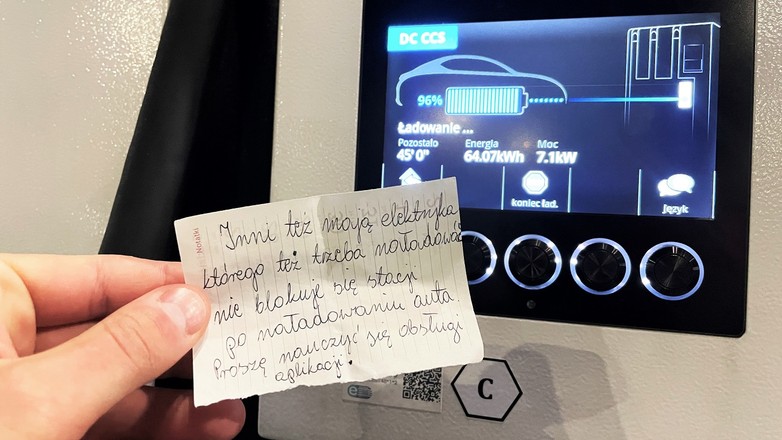 DC CCS
96%
Ładowanie ...
Pozostało Energia Moc
45'0" 64.07kWh 7.1kW
koniec ład. Język
Notatki
Inni też mają elektryka
którego też trzeba naładować
nie blokuje się stacji
po naładowaniu auta.
Proszę nauczyć się obsługi
aplikacji.
C